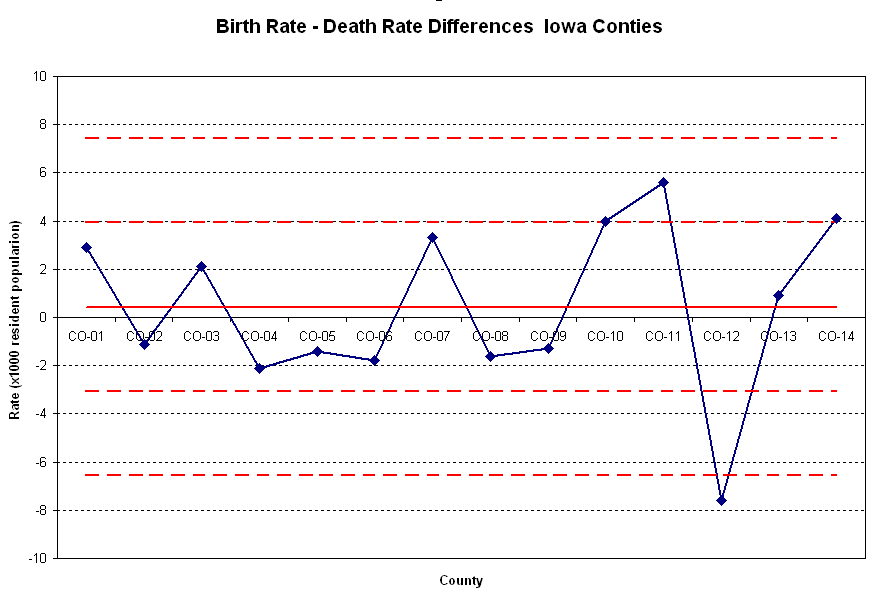 Birth Rate - Death Rate Differences  Iowa Conties
10
8
6
4
2
0
-2
-4
-6
-8
-10
Rate (x1000 resident popularion)
CO-01 CO-02 CO-03 CO-04 CO-05 CO-06 CO-07 CO-08 CO-09 CO-10 CO-11 CO-12 CO-13 CO-14
County